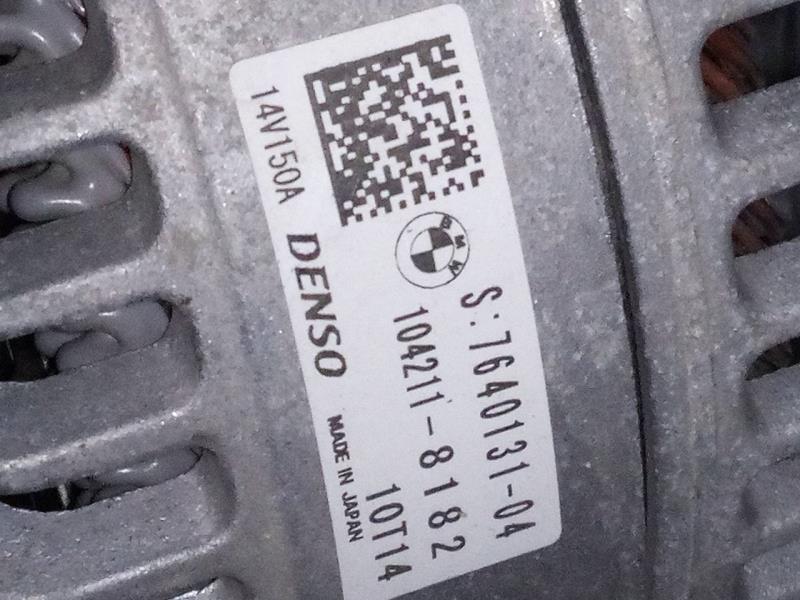 14V150A
BMW
S:7640131-04
104211-8182
DENSO
MADE IN JAPAN
10T14